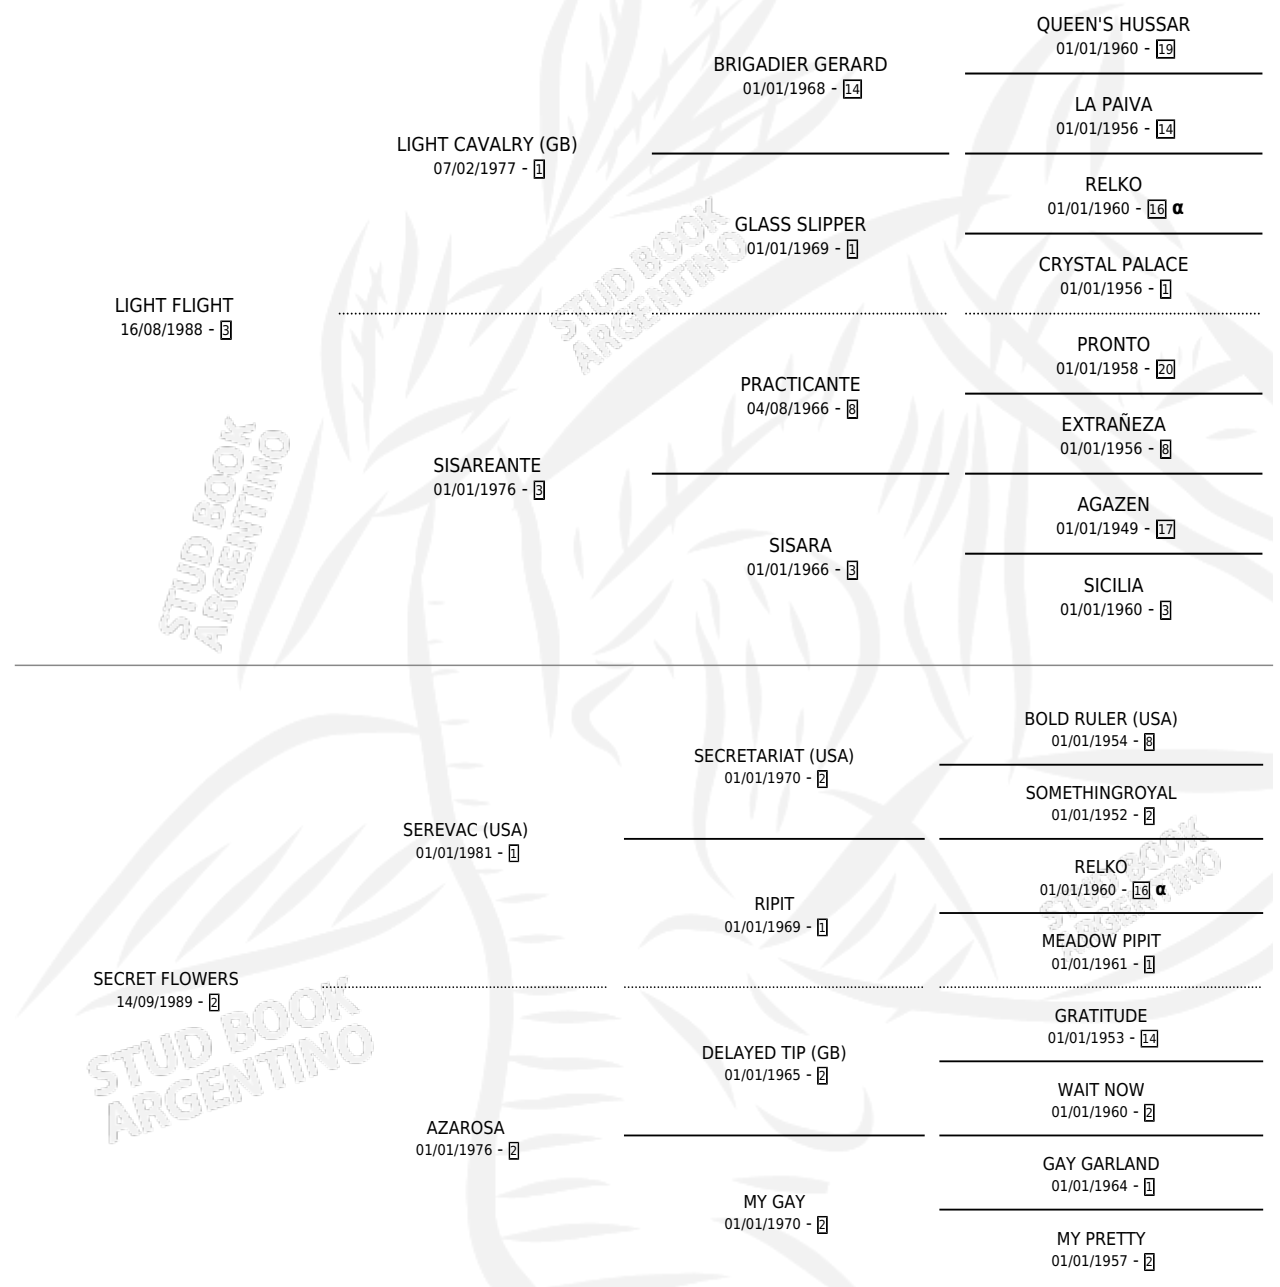 QUEEN'S HUSSAR
01/01/1960 - 19
BRIGADIER GERARD
01/01/1968 - 14
LA PAIVA
01/01/1956 - 14
LIGHT CAVALRY (GB)
07/02/1977 - 1
RELKO
01/01/1960 - 16 α
GLASS SLIPPER
01/01/1969 - 1
CRYSTAL PALACE
01/01/1956 - 1
LIGHT FLIGHT
16/08/1988 - 3
STUD BOOK
ARGENTINO
PRONTO
01/01/1958 - 20
PRACTICANTE
04/08/1966 - 8
EXTRAÑEZA
01/01/1956 - 8
SISAREANTE
01/01/1976 - 3
AGAZEN
01/01/1949 - 17
SISARA
01/01/1966 - 3
SICILIA
01/01/1960 - 3
STUD BOOK
ARGENTINO
BOLD RULER (USA)
01/01/1954 - 8
SECRETARIAT (USA)
01/01/1970 - 2
SOMETHINGROYAL
01/01/1952 - 2
SEREVAC (USA)
01/01/1981 - 1
RELKO
01/01/1960 - 16 α
RIPIT
01/01/1969 - 1
MEADOW PIPIT
01/01/1961 - 1
STUD BOOK
ARGENTINO
SECRET FLOWERS
14/09/1989 - 2
GRATITUDE
01/01/1953 - 14
DELAYED TIP (GB)
01/01/1965 - 2
WAIT NOW
01/01/1960 - 2
STUD BOOK
ARGENTINO
AZAROSA
01/01/1976 - 2
GAY GARLAND
01/01/1964 - 1
MY GAY
01/01/1970 - 2
MY PRETTY
01/01/1957 - 2